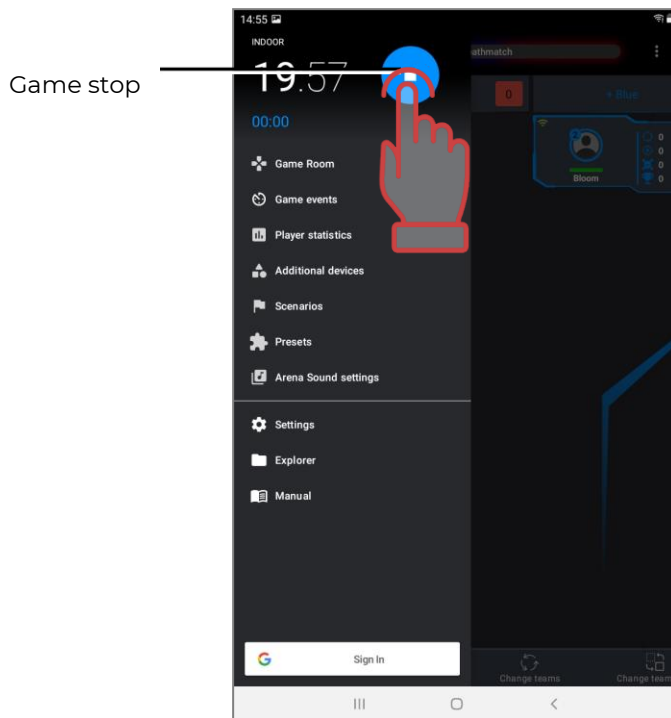 14:55
INDOOR
athmatch
19.57
Game stop
0
+ Blue
00:00
2
0
0
0
0
Bloom
Game Room
Game events
Player statistics
Additional devices
Scenarios
Presets
Arena Sound settings
Settings
Explorer
Manual
G
Sign In
Change teams
Change team